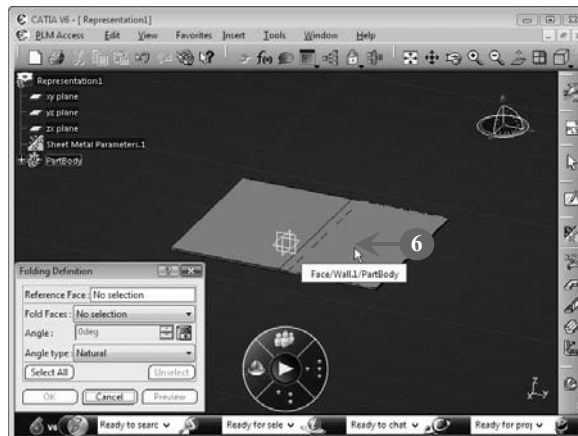 CATIA V6 - [ Representation1]
PLM Access Edit View Favorites Insert Tools Window Help
Representation1
xy plane
yz plane
zx plane
Sheet Metal Parameters.1
PartBody
6
Face/Wall.1/PartBody
Folding Definition
Reference Face : No selection
Fold Faces : No selection
Angle : 0deg
Angle type : Natural
Select All Unselect
OK Cancel Preview
V6 Ready to searc Ready for sele Ready to chat Ready for proj